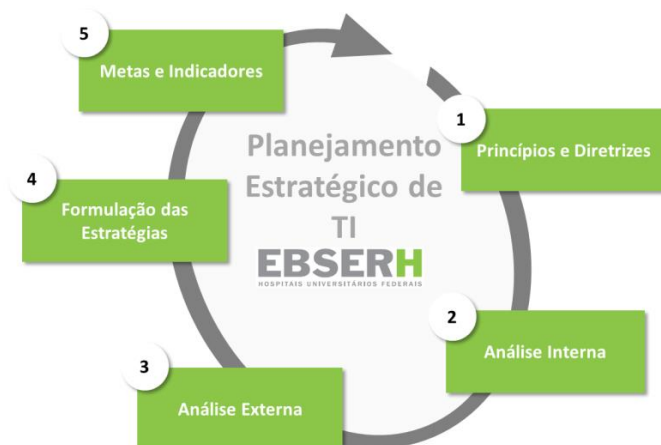 5
Metas e Indicadores
1
Princípios e Diretrizes
Planejamento
Estratégico de
TI
EBSERH
HOSPITAIS UNIVERSITÁRIOS FEDERAIS
4
Formulação das
Estratégias
2
Análise Interna
3
Análise Externa